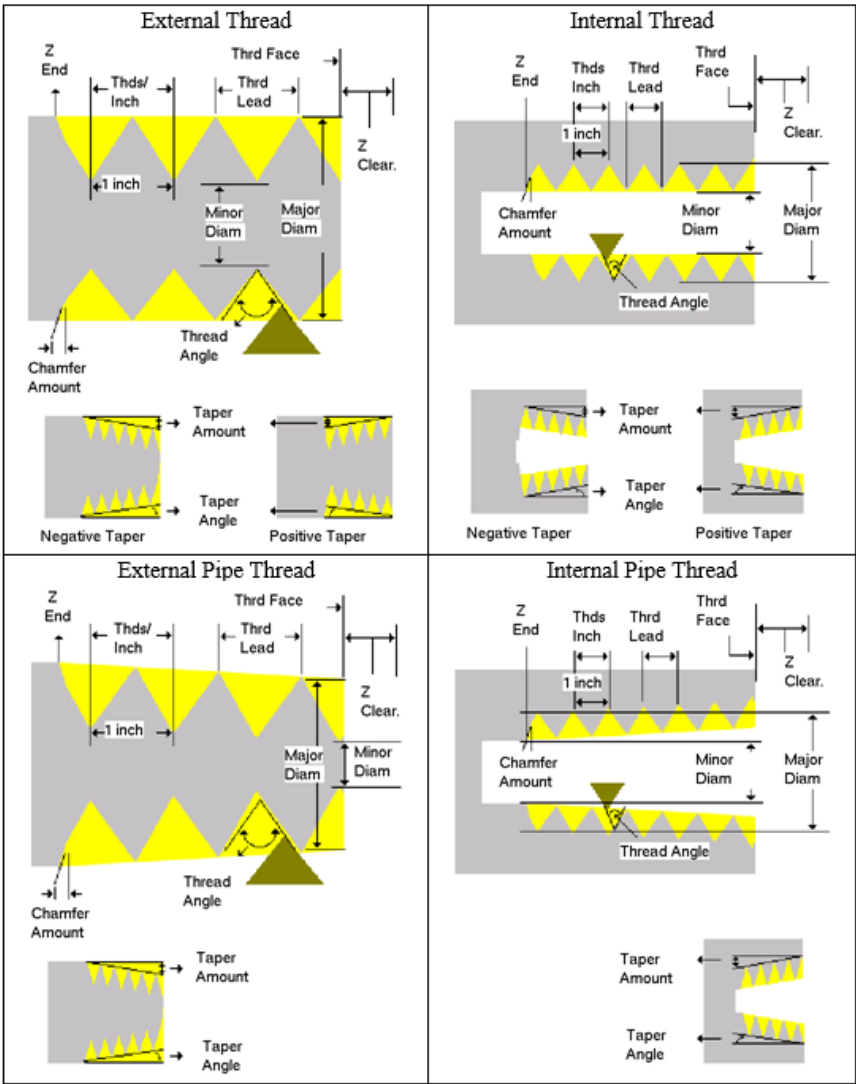 External Thread
Z
End
Thds/
Inch
Thrd Face
Thrd
Lead
Z
Clear.
1 inch
Minor
Diam
Major
Diam
Thread
Angle
Chamfer
Amount
Taper
Amount
Taper
Angle
Negative Taper
Positive Taper
Internal Thread
Z
End
Thds
Inch
Thrd
Lead
Thrd
Face
Z
Clear.
1 inch
Chamfer
Amount
Minor
Diam
Major
Diam
Thread Angle
Taper
Amount
Taper
Angle
Negative Taper
Positive Taper
External Pipe Thread
Z
End
Thds/
Inch
Thrd Face
Thrd
Lead
Z
Clear.
1 inch
Major
Diam
Minor
Diam
Thread
Angle
Chamfer
Amount
Taper
Amount
Taper
Angle
Internal Pipe Thread
Z
End
Thds
Inch
Thrd
Lead
Thrd
Face
Z
Clear.
1 inch
Chamfer
Amount
Minor
Diam
Major
Diam
Thread Angle
Taper
Amount
Taper
Angle